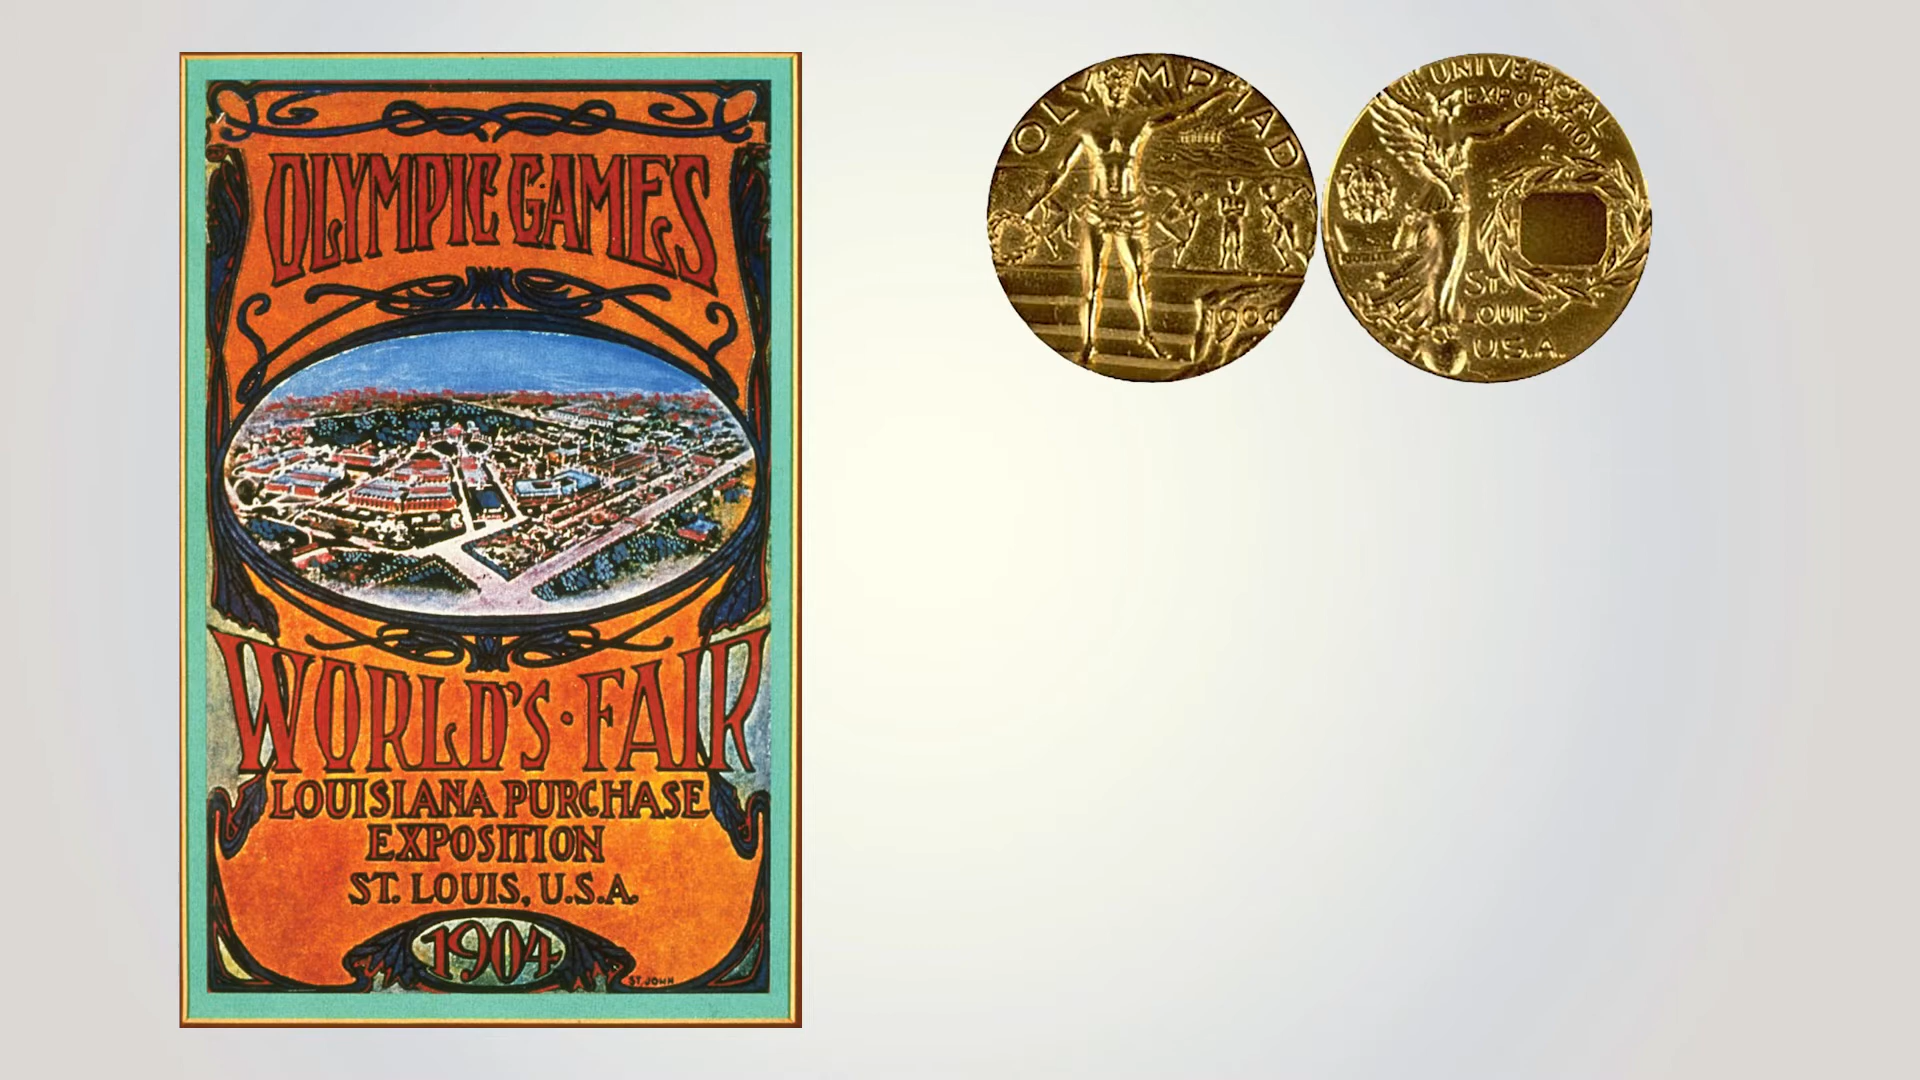 OLYMPIC GAMES
WORLD'S · FAIR
LOUISIANA PURCHASE
EXPOSITION
ST. LOUIS, U.S.A.
1904
ST. JOHN
OLYMPIAD
1904
UNIVERSAL
EXPOSITION
ST.
LOUIS
U.S.A.